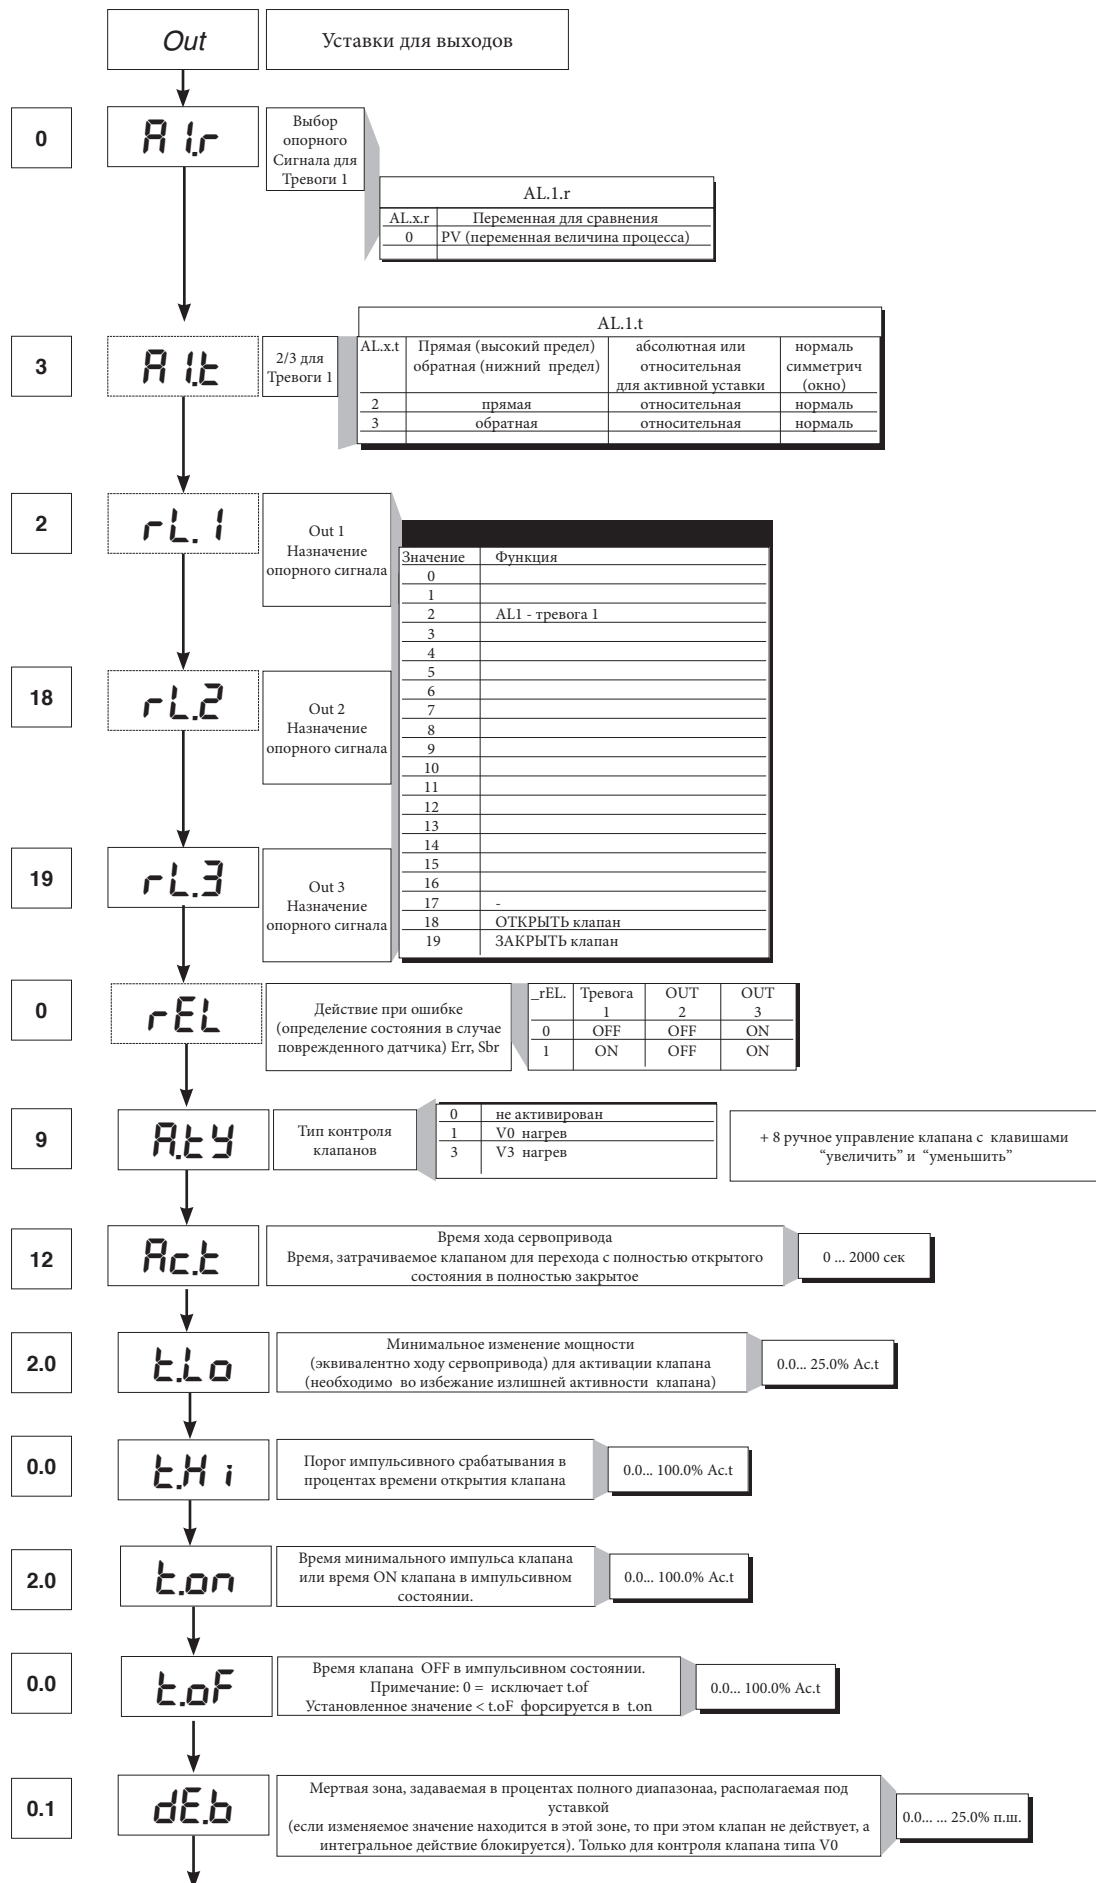 Out
Уставки для выходов
0
A1.r
Выбор
опорного
Сигнала для
Тревоги 1
AL.1.r
AL.x.r Переменная для сравнения
0 PV (переменная величина процесса)
3
A1.t
2/3 для
Тревоги 1
AL.1.t
AL.x.t Прямая (высокий предел) абсолютная или нормаль
обратная (нижний предел) относительная симметрич
для активной уставки (окно)
2 прямая относительная нормаль
3 обратная относительная нормаль
2
rL.1
Out 1
Назначение
опорного сигнала
Значение Функция
0
1
2 AL1 - тревога 1
3
4
5
6
7
8
9
10
11
12
13
14
15
16
17 -
18 ОТКРЫТЬ клапан
19 ЗАКРЫТЬ клапан
18
rL.2
Out 2
Назначение
опорного сигнала
19
rL.3
Out 3
Назначение
опорного сигнала
0
rEL
Действие при ошибке
(определение состояния в случае
поврежденного датчика) Err, Sbr
_rEL. Тревога OUT OUT
1 2 3
0 OFF OFF ON
1 ON OFF ON
9
A.tY
Тип контроля
клапанов
0 не активирован
1 V0 нагрев
3 V3 нагрев
+ 8 ручное управление клапана с клавишами
“увеличить” и “уменьшить”
12
Ac.t
Время хода сервопривода
Время, затрачиваемое клапаном для перехода с полностью открытого
состояния в полностью закрытое
0 ... 2000 сек
2.0
t.Lo
Минимальное изменение мощности
(эквивалентно ходу сервопривода) для активации клапана
(необходимо во избежание излишней активности клапана)
0.0... 25.0% Ac.t
0.0
t.Hi
Порог импульсивного срабатывания в
процентах времени открытия клапана
0.0... 100.0% Ac.t
2.0
t.on
Время минимального импульса клапана
или время ON клапана в импульсивном
состоянии.
0.0... 100.0% Ac.t
0.0
t.oF
Время клапана OFF в импульсивном состоянии.
Примечание: 0 = исключает t.of
Установленное значение < t.oF форсируется в t.on
0.0... 100.0% Ac.t
0.1
dE.b
Мертвая зона, задаваемая в процентах полного диапазонаа, располагаемая под
уставкой
(если изменяемое значение находится в этой зоне, то при этом клапан не действует, а
интегральное действие блокируется). Только для контроля клапана типа V0
0.0... ... 25.0% п.ш.